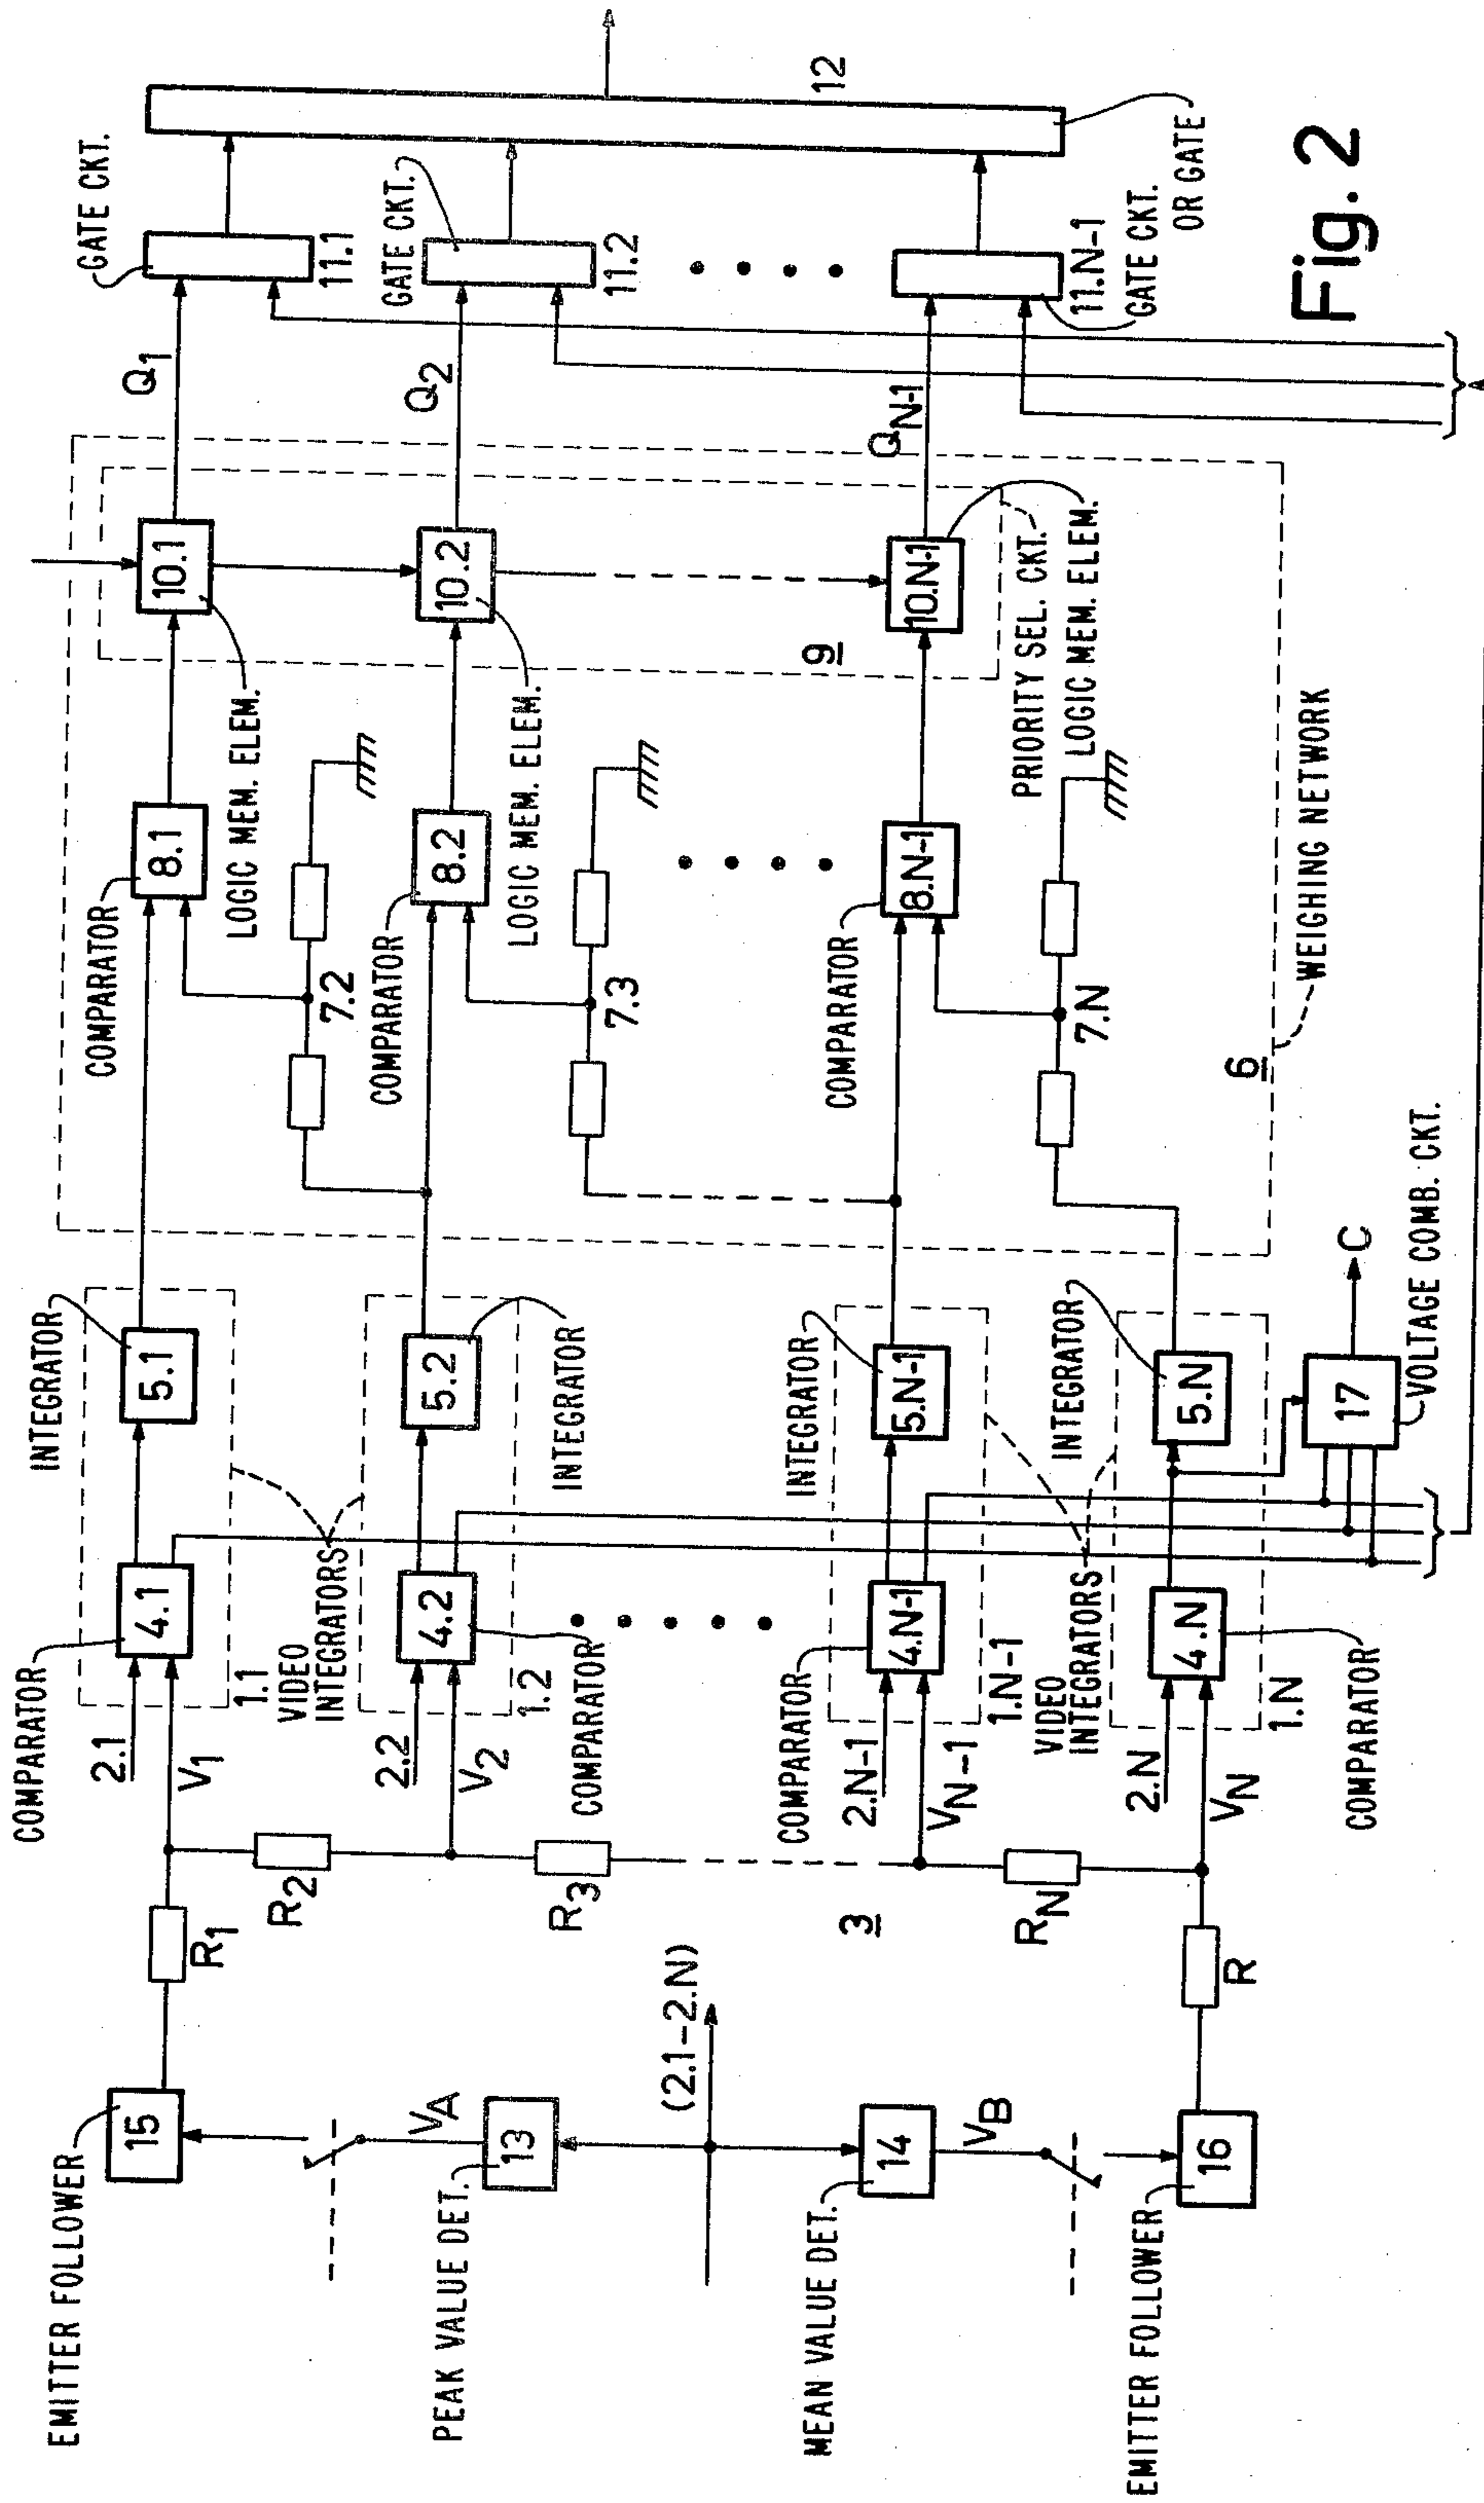 EMITTER FOLLOWER
15
R1
VA
PEAK VALUE DET.
13
(2.1-2.N)
MEAN VALUE DET.
14
VB
EMITTER FOLLOWER
16
R
R2
R3
3
RN
COMPARATOR
2.1
V1
4.1
INTEGRATOR
5.1
1.1
VIDEO
INTEGRATORS
2.2
V2
4.2
5.2
1.2
COMPARATOR
INTEGRATOR
COMPARATOR
2.N-1
VN-1
4.N-1
INTEGRATOR
5.N-1
1.N-1
VIDEO
INTEGRATORS
2.N
VN
4.N
INTEGRATOR
5.N
1.N
COMPARATOR
17
C
VOLTAGE COMB. CKT.
COMPARATOR
8.1
LOGIC MEM. ELEM.
10.1
7.2
COMPARATOR
8.2
LOGIC MEM. ELEM.
10.2
7.3
COMPARATOR
8.N-1
9
10.N-1
PRIORITY SEL. CKT.
LOGIC MEM. ELEM.
7.N
6
WEIGHING NETWORK
Q1
GATE CKT.
11.1
Q2
GATE CKT.
11.2
QN-1
11.N-1
GATE CKT.
12
OR GATE
Fig. 2